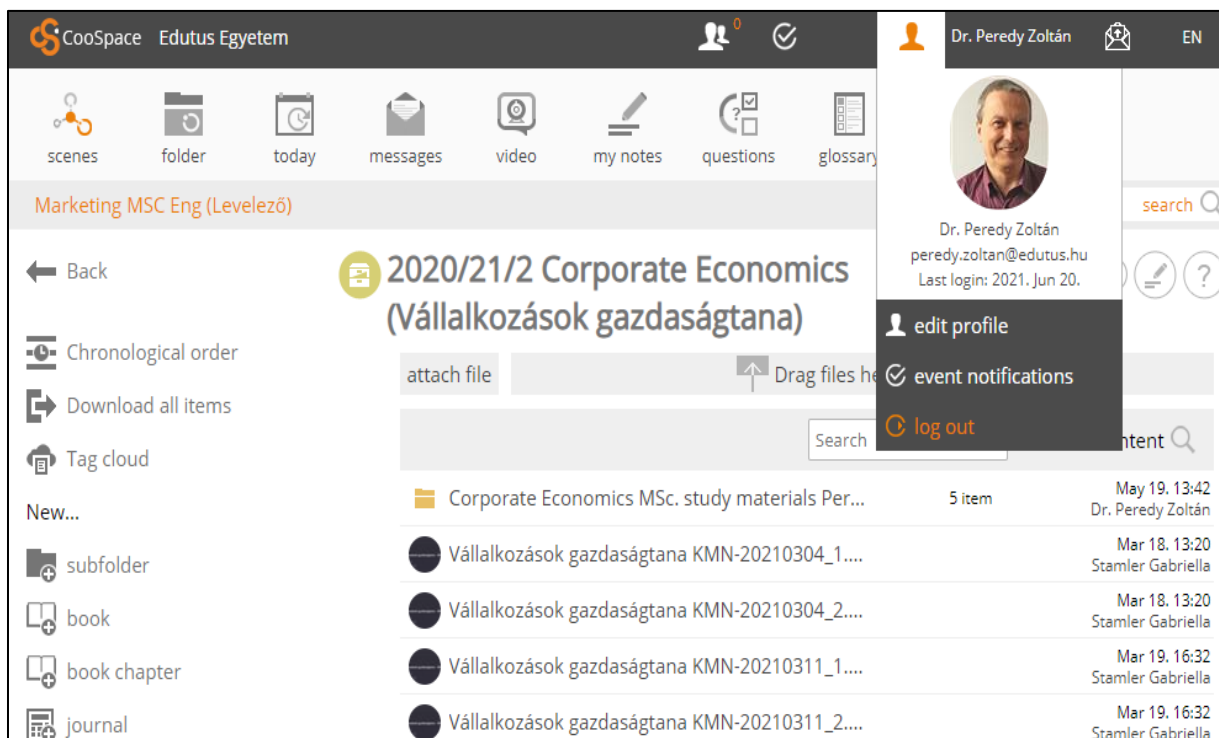 CooSpace Edutus Egyetem
0
Dr. Peredy Zoltán
EN
scenes
folder
today
messages
video
my notes
questions
glossary
Dr. Peredy Zoltán
peredy.zoltan@edutus.hu
Last login: 2021. Jun 20.
edit profile
event notifications
log out
Marketing MSC Eng (Levelező)
search
Back
Chronological order
Download all items
Tag cloud
New...
subfolder
book
book chapter
journal
2020/21/2 Corporate Economics
(Vállalkozások gazdaságtana)
?
attach file
Drag files he
Search
ntent
Corporate Economics MSc. study materials Per...
5 item
May 19. 13:42
Dr. Peredy Zoltán
Vállalkozások gazdaságtana KMN-20210304_1....
Mar 18. 13:20
Stamler Gabriella
Vállalkozások gazdaságtana KMN-20210304_2....
Mar 18. 13:20
Stamler Gabriella
Vállalkozások gazdaságtana KMN-20210311_1....
Mar 19. 16:32
Stamler Gabriella
Vállalkozások gazdaságtana KMN-20210311_2....
Mar 19. 16:32
Stamler Gabriella